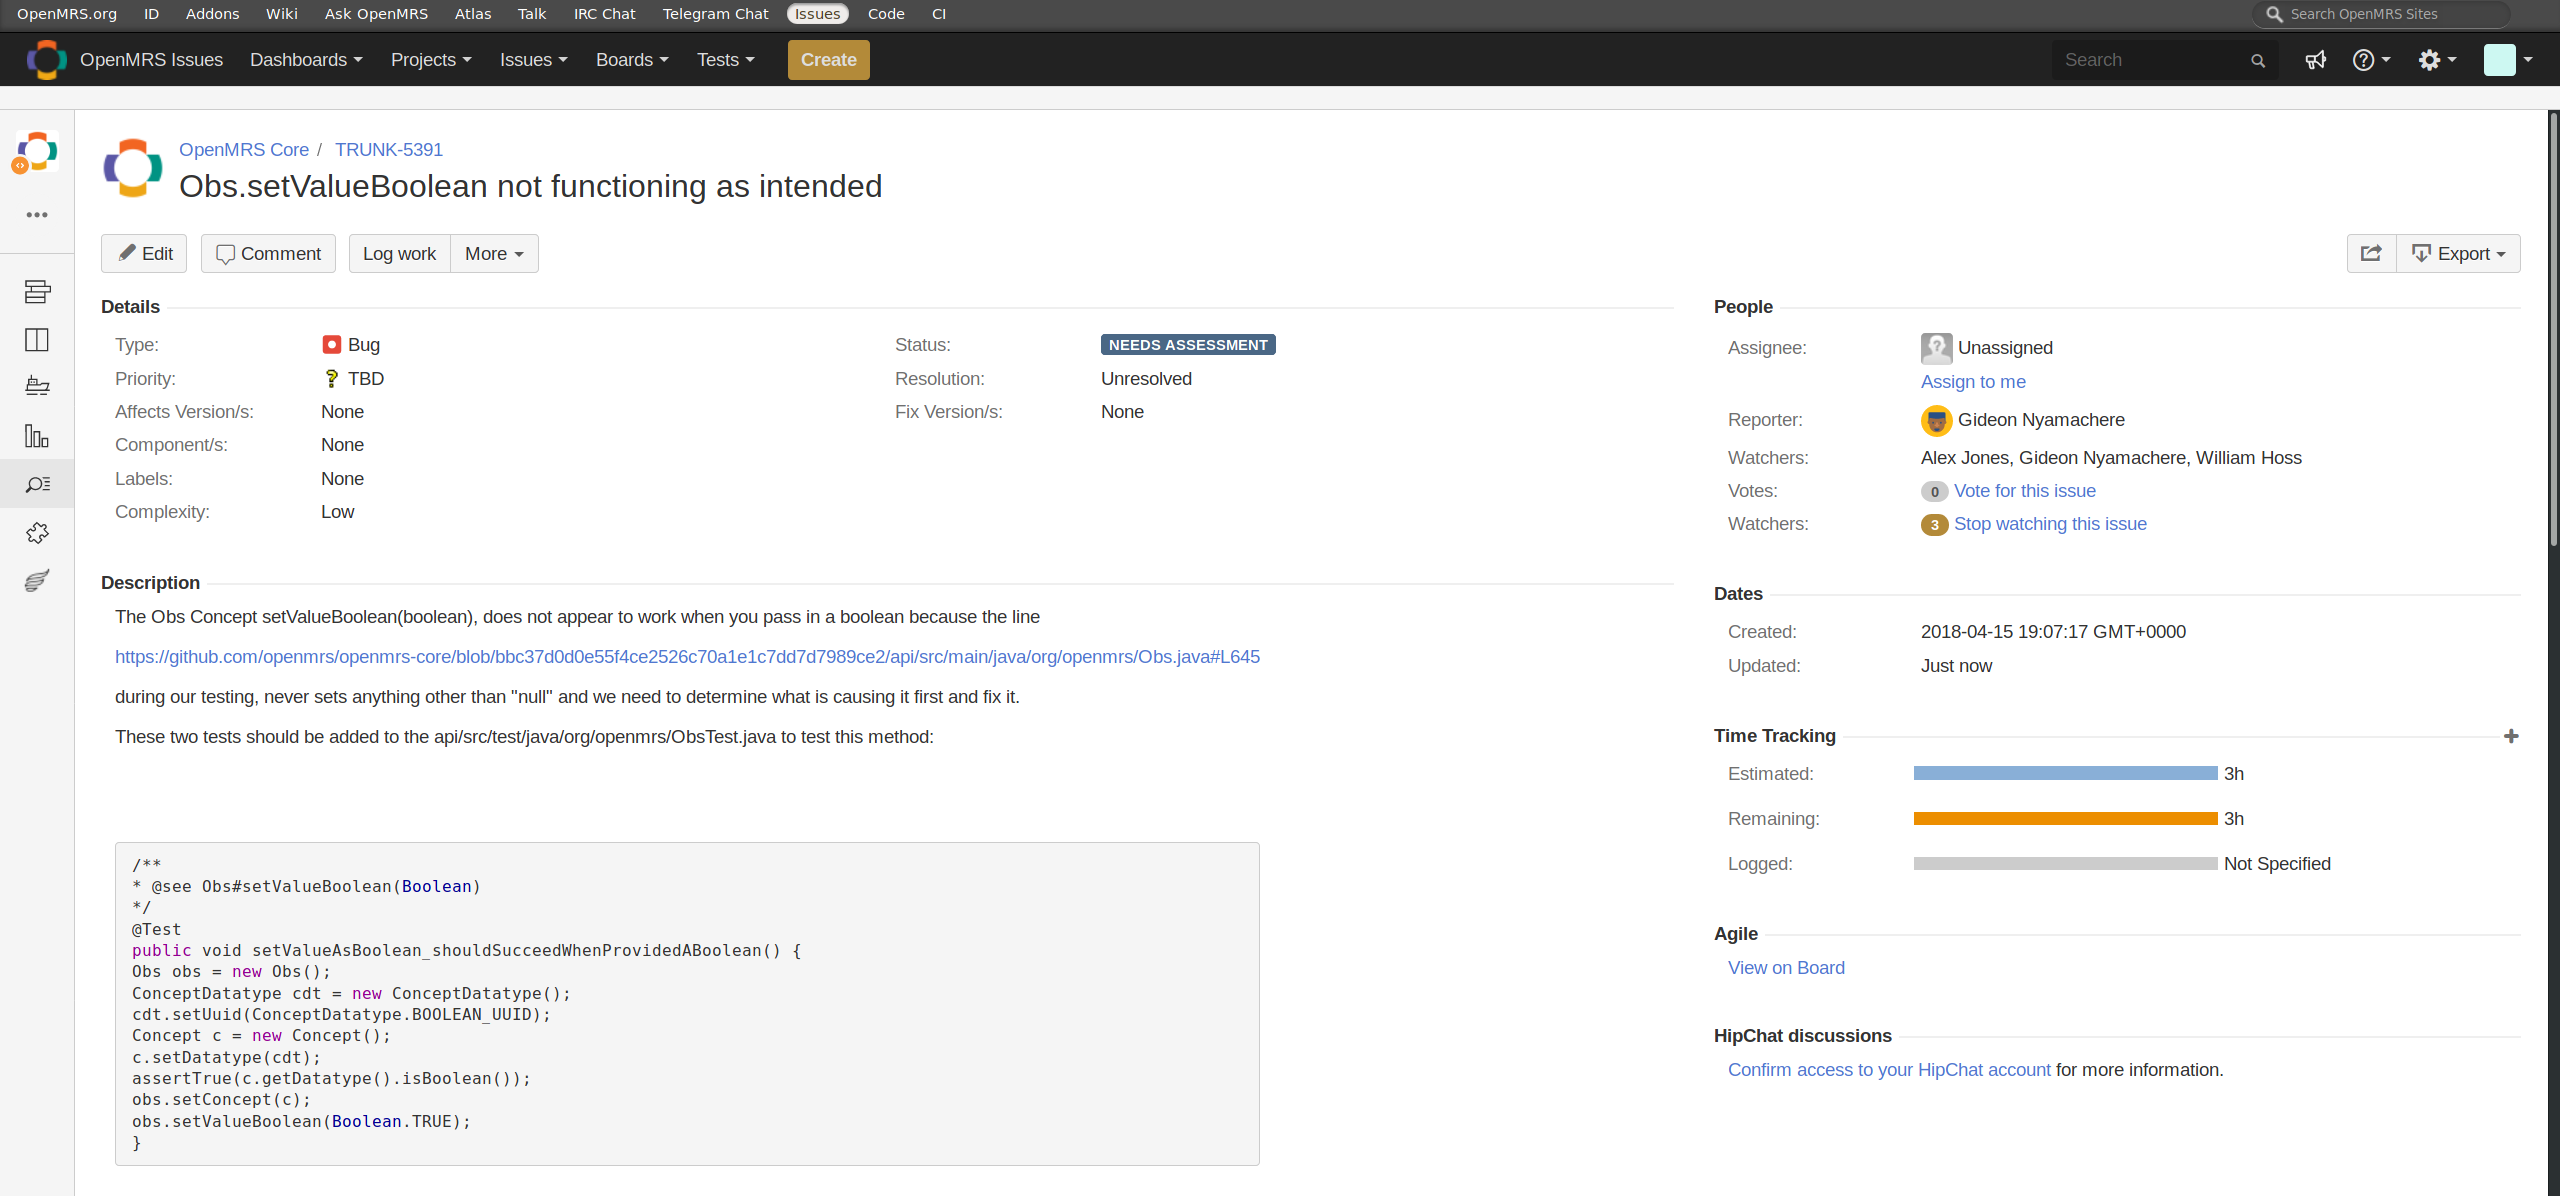 OpenMRS.org ID Addons Wiki Ask OpenMRS Atlas Talk IRC Chat Telegram Chat Issues Code CI Search OpenMRS Sites
OpenMRS Issues Dashboards Projects Issues Boards Tests Create Search
OpenMRS Core / TRUNK-5391
Obs.setValueBoolean not functioning as intended
Edit Comment Log work More Export
Details
Type: Bug
Status: NEEDS ASSESSMENT
Priority: TBD
Resolution: Unresolved
Affects Version/s: None
Fix Version/s: None
Component/s: None
Labels: None
Complexity: Low
Description
The Obs Concept setValueBoolean(boolean), does not appear to work when you pass in a boolean because the line
https://github.com/openmrs/openmrs-core/blob/bbc37d0d0e55f4ce2526c70a1e1c7dd7d7989ce2/api/src/main/java/org/openmrs/Obs.java#L645
during our testing, never sets anything other than "null" and we need to determine what is causing it first and fix it.
These two tests should be added to the api/src/test/java/org/openmrs/ObsTest.java to test this method:
/**
* @see Obs#setValueBoolean(Boolean)
*/
@Test
public void setValueAsBoolean_shouldSucceedWhenProvidedABoolean() {
Obs obs = new Obs();
ConceptDatatype cdt = new ConceptDatatype();
cdt.setUuid(ConceptDatatype.BOOLEAN_UUID);
Concept c = new Concept();
c.setDatatype(cdt);
assertTrue(c.getDatatype().isBoolean());
obs.setConcept(c);
obs.setValueBoolean(Boolean.TRUE);
}
People
Assignee: Unassigned
Assign to me
Reporter: Gideon Nyamachere
Watchers: Alex Jones, Gideon Nyamachere, William Hoss
Votes: 0 Vote for this issue
Watchers: 3 Stop watching this issue
Dates
Created: 2018-04-15 19:07:17 GMT+0000
Updated: Just now
Time Tracking
Estimated: 3h
Remaining: 3h
Logged: Not Specified
Agile
View on Board
HipChat discussions
Confirm access to your HipChat account for more information.